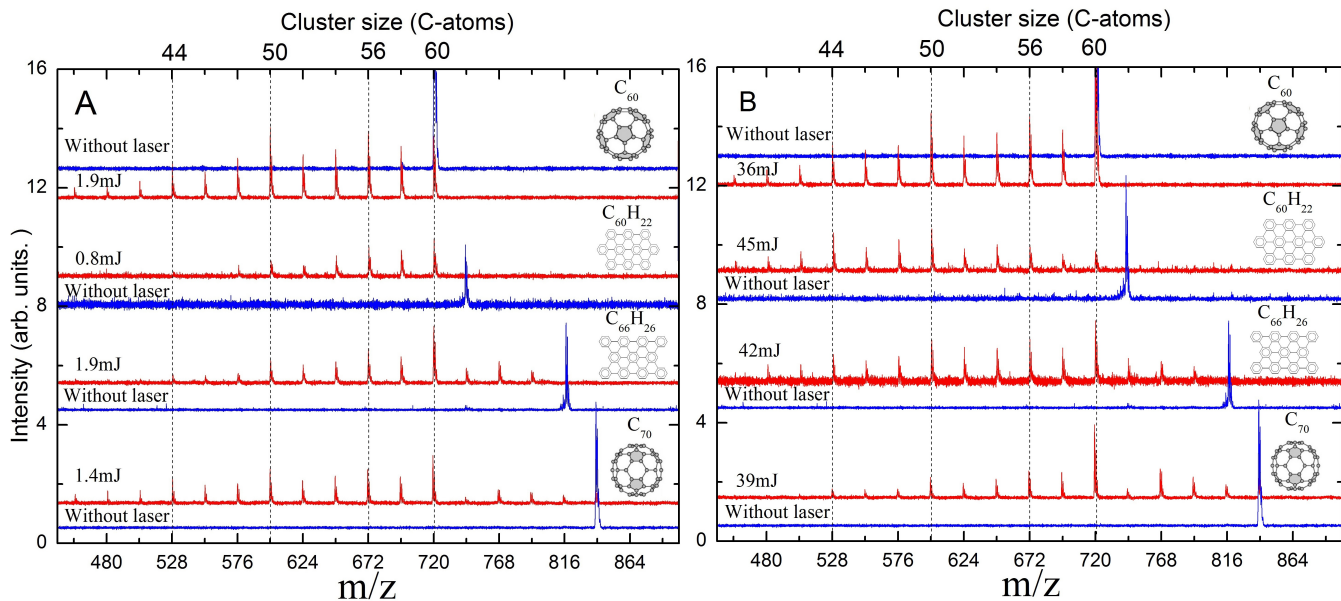 Cluster size (C-atoms)
44 50 56 60
16
12
8
4
0
Intensity (arb. units. )
A
C60
Without laser
1.9mJ
C60H22
0.8mJ
Without laser
C66H26
1.9mJ
Without laser
C70
1.4mJ
Without laser
480 528 576 624 672 720 768 816 864
m/z
Cluster size (C-atoms)
44 50 56 60
16
12
8
4
0
B
C60
Without laser
36mJ
C60H22
45mJ
Without laser
C66H26
42mJ
Without laser
C70
39mJ
Without laser
480 528 576 624 672 720 768 816 864
m/z